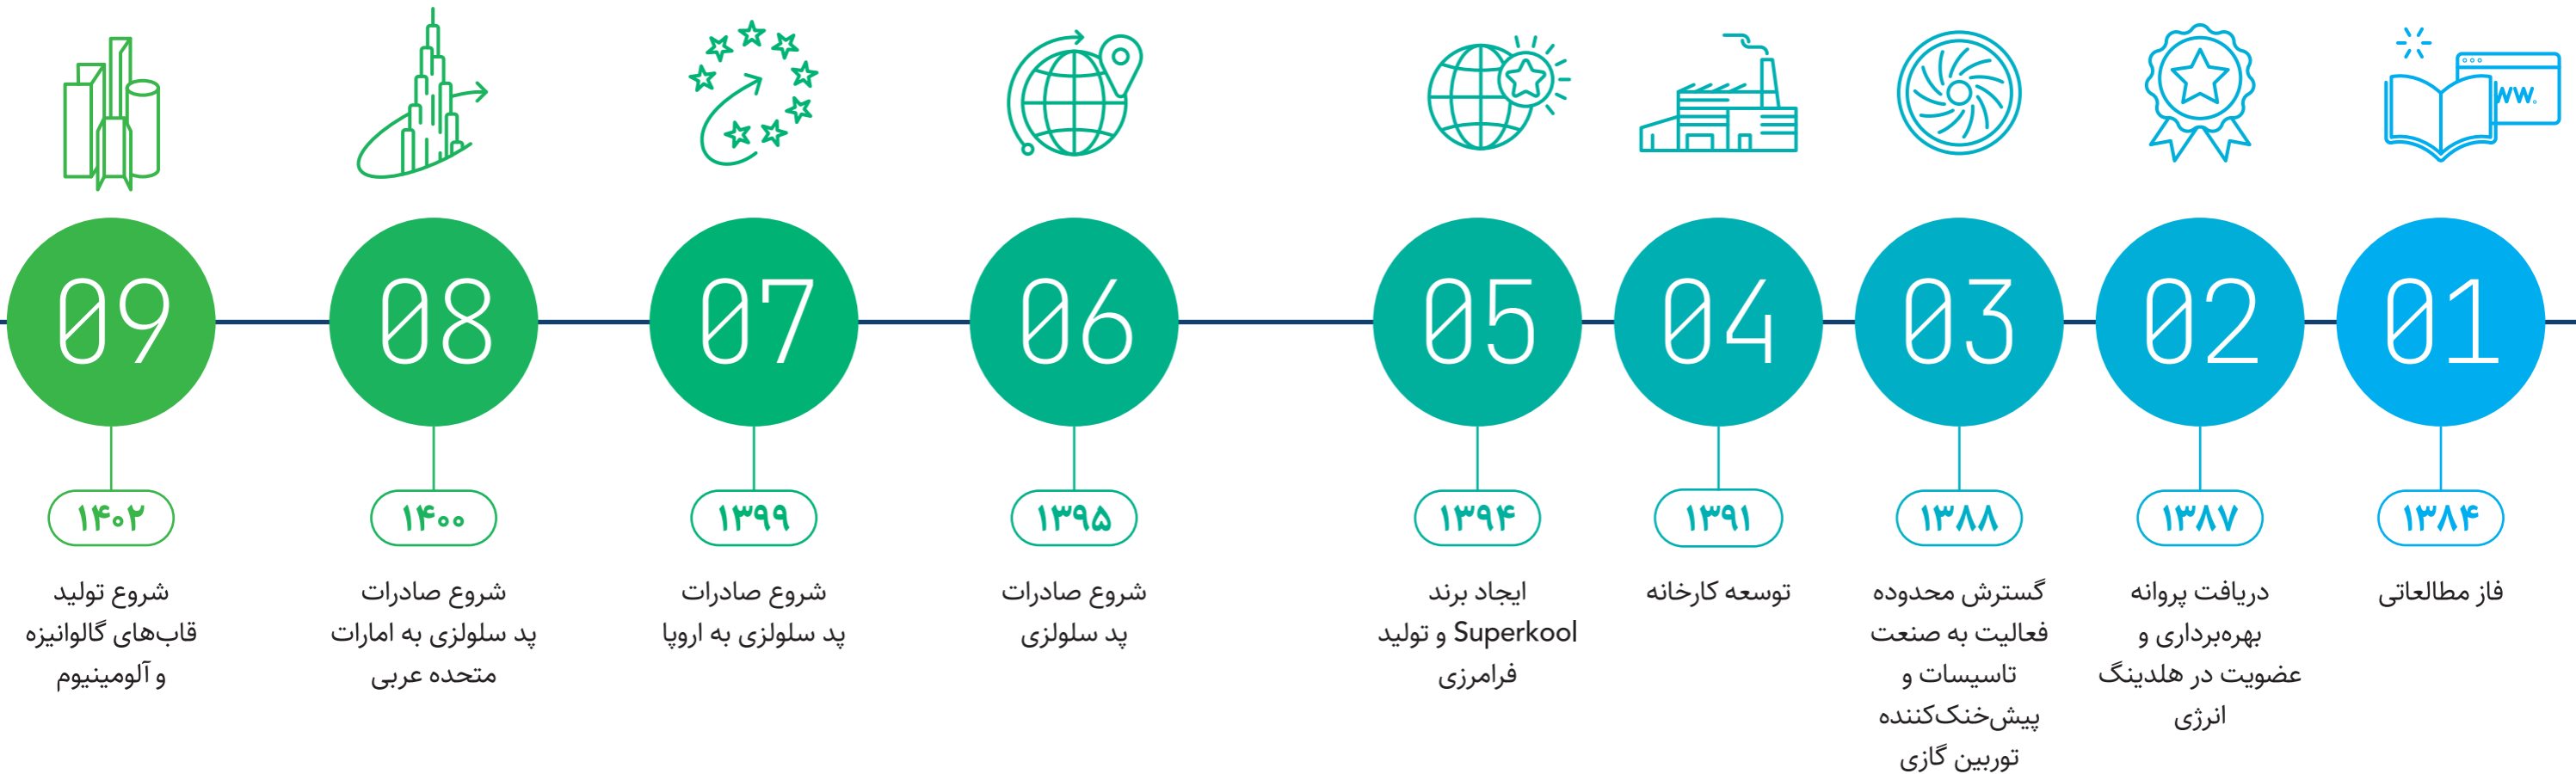 WW.
01
۱۳۸۴
فاز مطالعاتی
02
۱۳۸۷
دریافت پروانه
بهره‌برداری و
عضویت در هلدینگ
انرژی
03
۱۳۸۸
گسترش محدوده
فعالیت به صنعت
تاسیسات و
پیش‌خنک‌کننده
توربین گازی
04
۱۳۹۱
توسعه کارخانه
05
۱۳۹۴
ایجاد برند
Superkool و تولید
فرامرزی
06
۱۳۹۵
شروع صادرات
پد سلولزی
07
۱۳۹۹
شروع صادرات
پد سلولزی به اروپا
08
۱۴۰۰
شروع صادرات
پد سلولزی به امارات
متحده عربی
09
۱۴۰۲
شروع تولید
قاب‌های گالوانیزه
و آلومینیوم